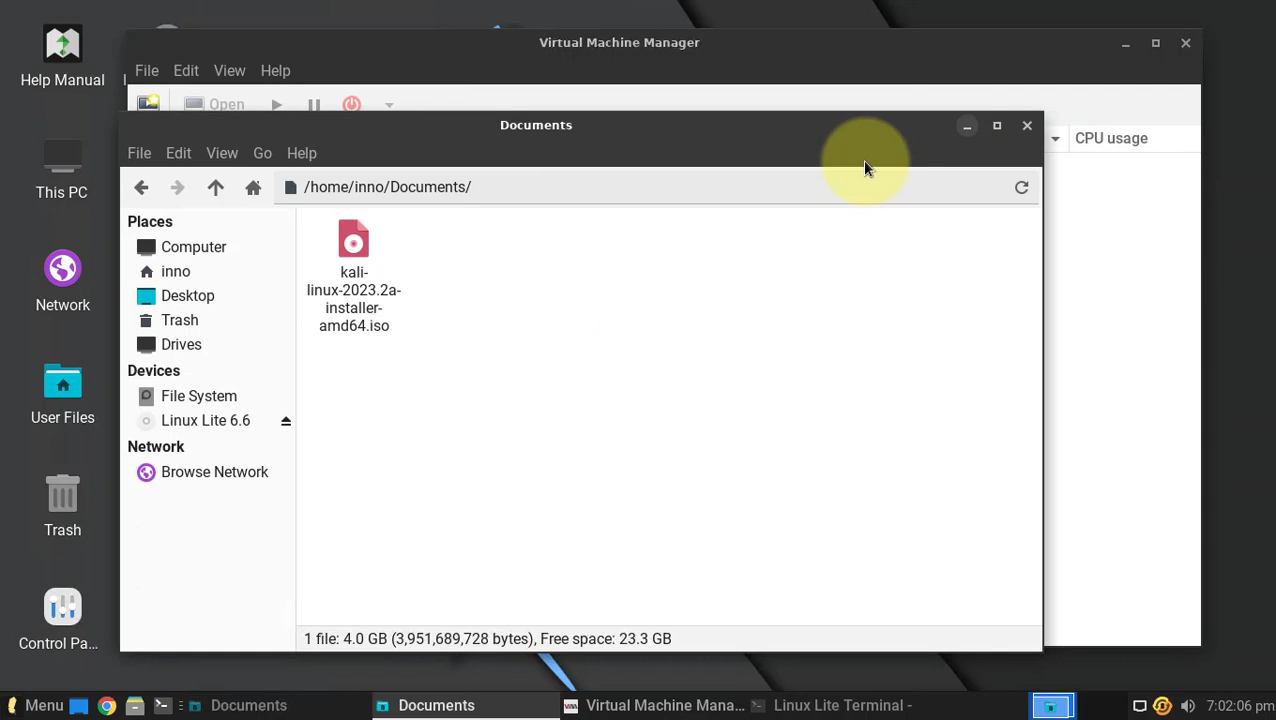 Virtual Machine Manager
File Edit View Help
Open
CPU usage
Documents
File Edit View Go Help
/home/inno/Documents/
Places
Computer
inno
Desktop
Trash
Drives
Devices
File System
Linux Lite 6.6
Network
Browse Network
kali-
linux-2023.2a-
installer-
amd64.iso
1 file: 4.0 GB (3,951,689,728 bytes), Free space: 23.3 GB
Help Manual
This PC
Network
User Files
Trash
Control Pa...
Menu Documents Documents Virtual Machine Mana... Linux Lite Terminal - 7:02:06 pm